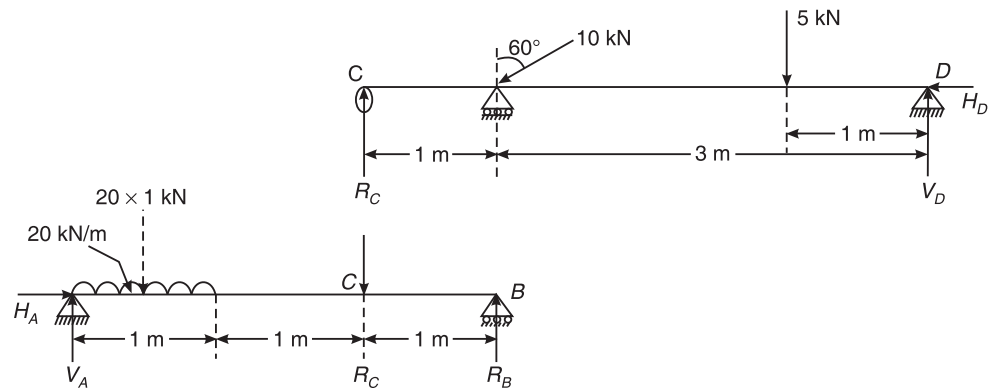 5 kN
10 kN
60°
C
D
H_D
1 m
1 m
3 m
R_C
V_D
20 × 1 kN
20 kN/m
C
B
H_A
1 m
1 m
1 m
V_A
R_C
R_B